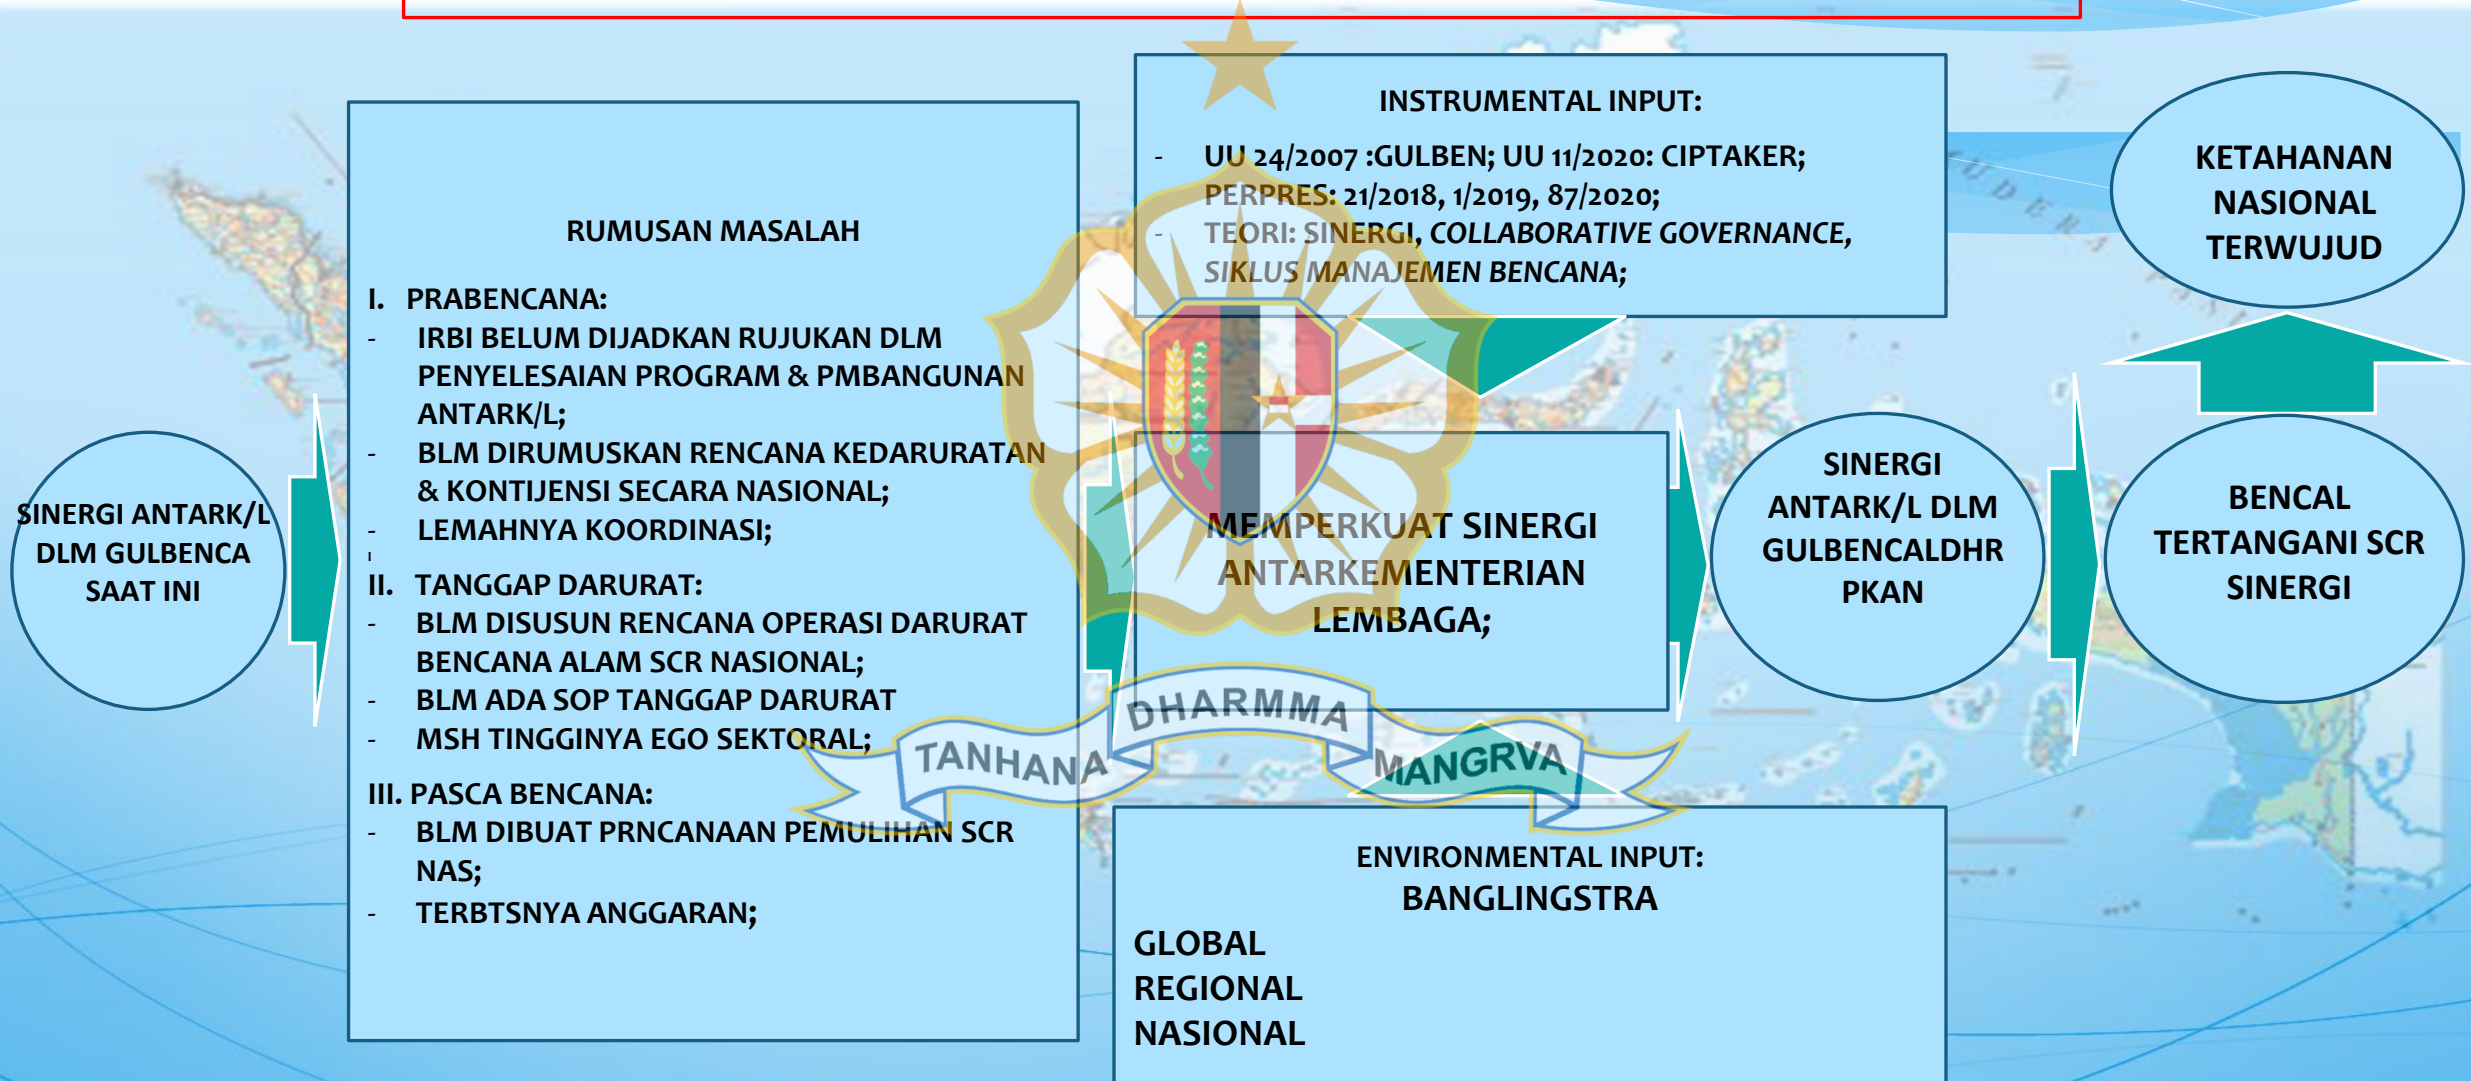 SINERGI ANTARK/L
DLM GULBENCA
SAAT INI
RUMUSAN MASALAH
I. PRABENCANA:
- IRBI BELUM DIJADKAN RUJUKAN DLM
PENYELESAIAN PROGRAM & PMBANGUNAN
ANTARK/L;
- BLM DIRUMUSKAN RENCANA KEDARURATAN
& KONTIJENSI SECARA NASIONAL;
- LEMAHNYA KOORDINASI;
II. TANGGAP DARURAT:
- BLM DISUSUN RENCANA OPERASI DARURAT
BENCANA ALAM SCR NASIONAL;
- BLM ADA SOP TANGGAP DARURAT
- MSH TINGGINYA EGO SEKTORAL;
III. PASCA BENCANA:
- BLM DIBUAT PRNCANAAN PEMULIHAN SCR
NAS;
- TERBTSNYA ANGGARAN;
INSTRUMENTAL INPUT:
- UU 24/2007 :GULBEN; UU 11/2020: CIPTAKER;
PERPRES: 21/2018, 1/2019, 87/2020;
- TEORI: SINERGI, COLLABORATIVE GOVERNANCE,
SIKLUS MANAJEMEN BENCANA;
MEMPERKUAT SINERGI
ANTARKEMENTERIAN
LEMBAGA;
TANHANA DHARMMA MANGRVA
ENVIRONMENTAL INPUT:
BANGLINGSTRA
GLOBAL
REGIONAL
NASIONAL
SINERGI
ANTARK/L DLM
GULBENCALDHR
PKAN
BENCAL
TERTANGANI SCR
SINERGI
KETAHANAN
NASIONAL
TERWUJUD